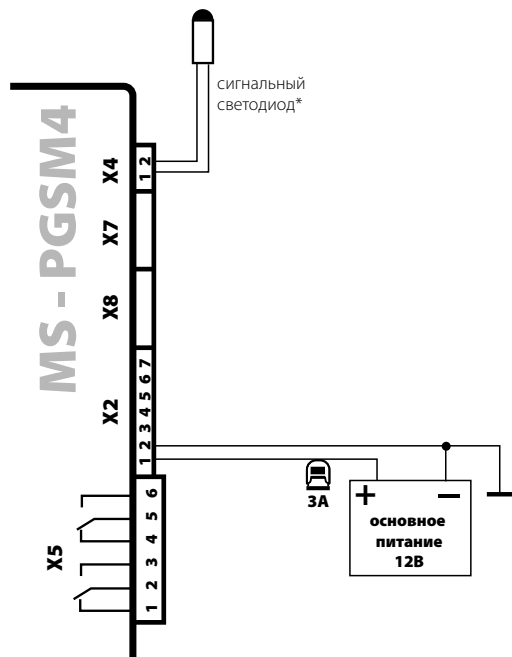 сигнальный
светодиод*
MS - PGSM4
X4
1 2
X7
X8
X2
1 2 3 4 5 6 7
3A
+ —
основное
питание
12В
X5
1 2 3 4 5 6